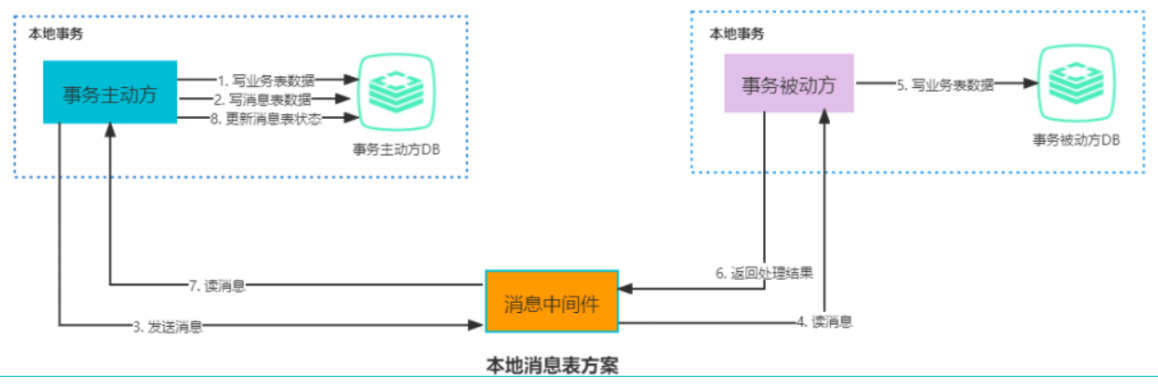 本地事务
事务主动方
1. 写业务表数据
2. 写消息表数据
8. 更新消息表状态
事务主动方DB
本地事务
事务被动方
5. 写业务表数据
事务被动方DB
7. 读消息
3. 发送消息
消息中间件
6. 返回处理结果
4. 读消息
本地消息表方案